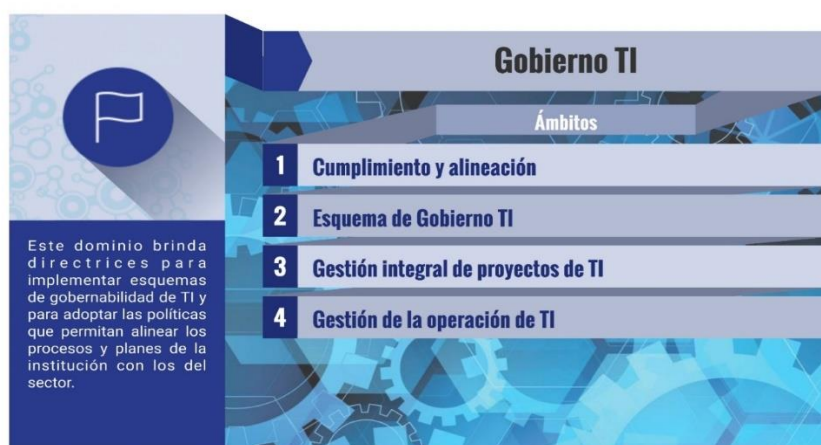 Gobierno TI
Ámbitos
1 Cumplimiento y alineación
2 Esquema de Gobierno TI
3 Gestión integral de proyectos de TI
4 Gestión de la operación de TI
Este dominio brinda
directrices para
implementar esquemas
de gobernabilidad de TI y
para adoptar las políticas
que permitan alinear los
procesos y planes de la
institución con los del
sector.